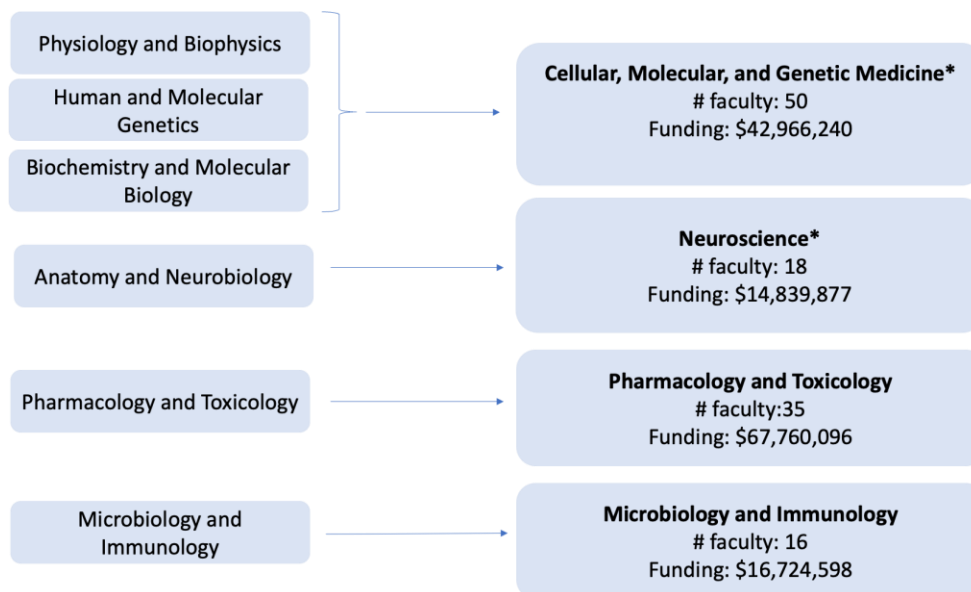 Physiology and Biophysics
Human and Molecular
Genetics
Biochemistry and Molecular
Biology
Cellular, Molecular, and Genetic Medicine*
# faculty: 50
Funding: $42,966,240
Anatomy and Neurobiology
Neuroscience*
# faculty: 18
Funding: $14,839,877
Pharmacology and Toxicology
Pharmacology and Toxicology
# faculty:35
Funding: $67,760,096
Microbiology and
Immunology
Microbiology and Immunology
# faculty: 16
Funding: $16,724,598